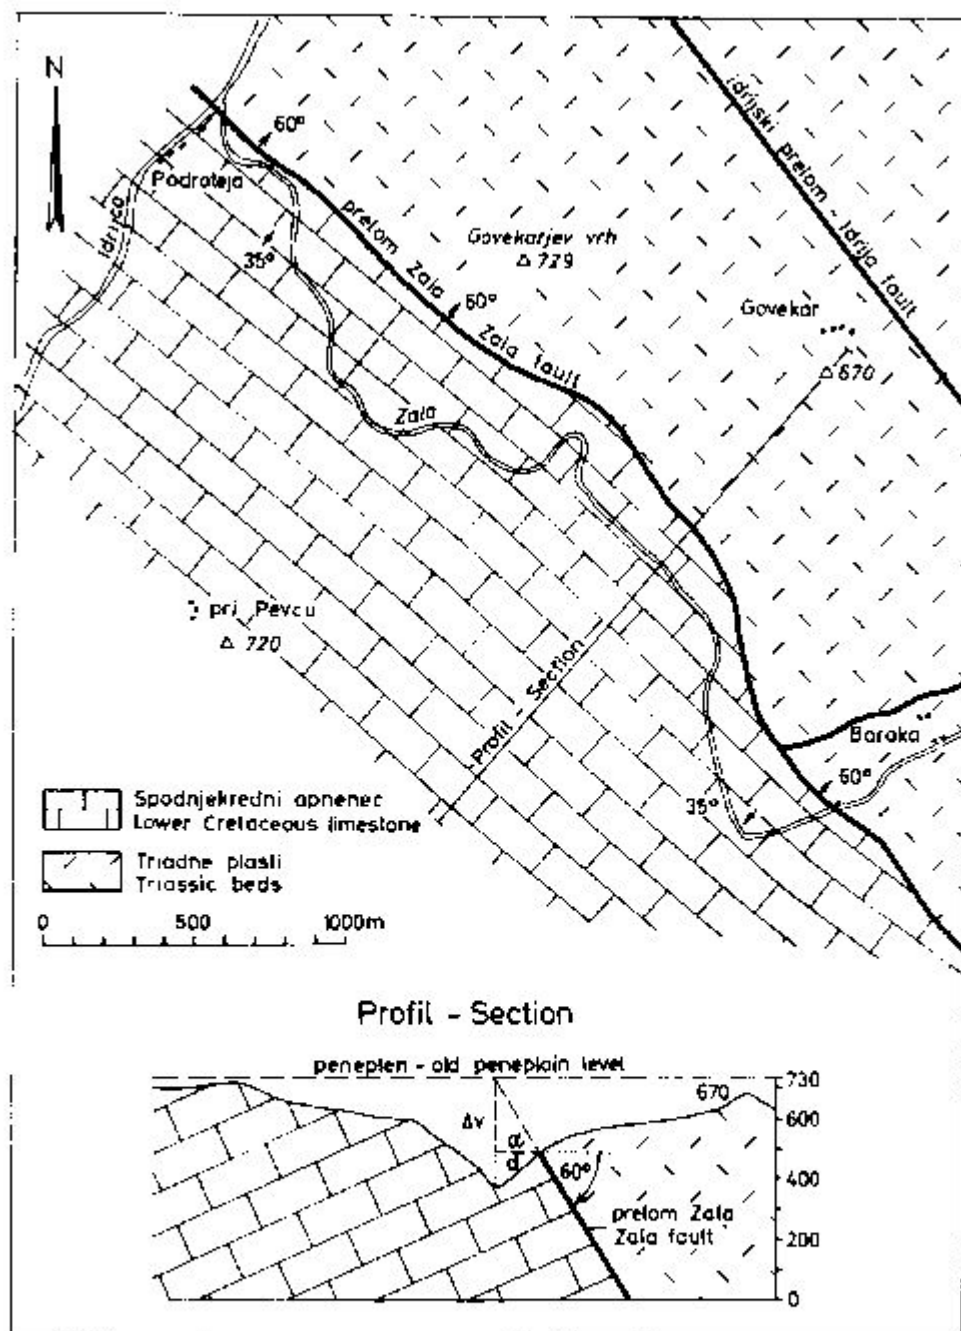 N
60°
Podroteja
Idrijca
35°
prelom Zala
Zala fault
60°
Govekarjev vrh
△ 729
idrijski prelom - Idrija fault
Govekar
△ 670
Zala
pri Pevcu
△ 720
Profil - Section
Baraka
60°
35°
Spodnjekredni apnenec
Lower Cretaceous limestone
Triadne plasti
Triassic beds
0 500 1000m
Profil - Section
peneplen - old peneplain level
730
670
600
Δv
α
d
60°
400
prelom Zala
Zala fault
200
0